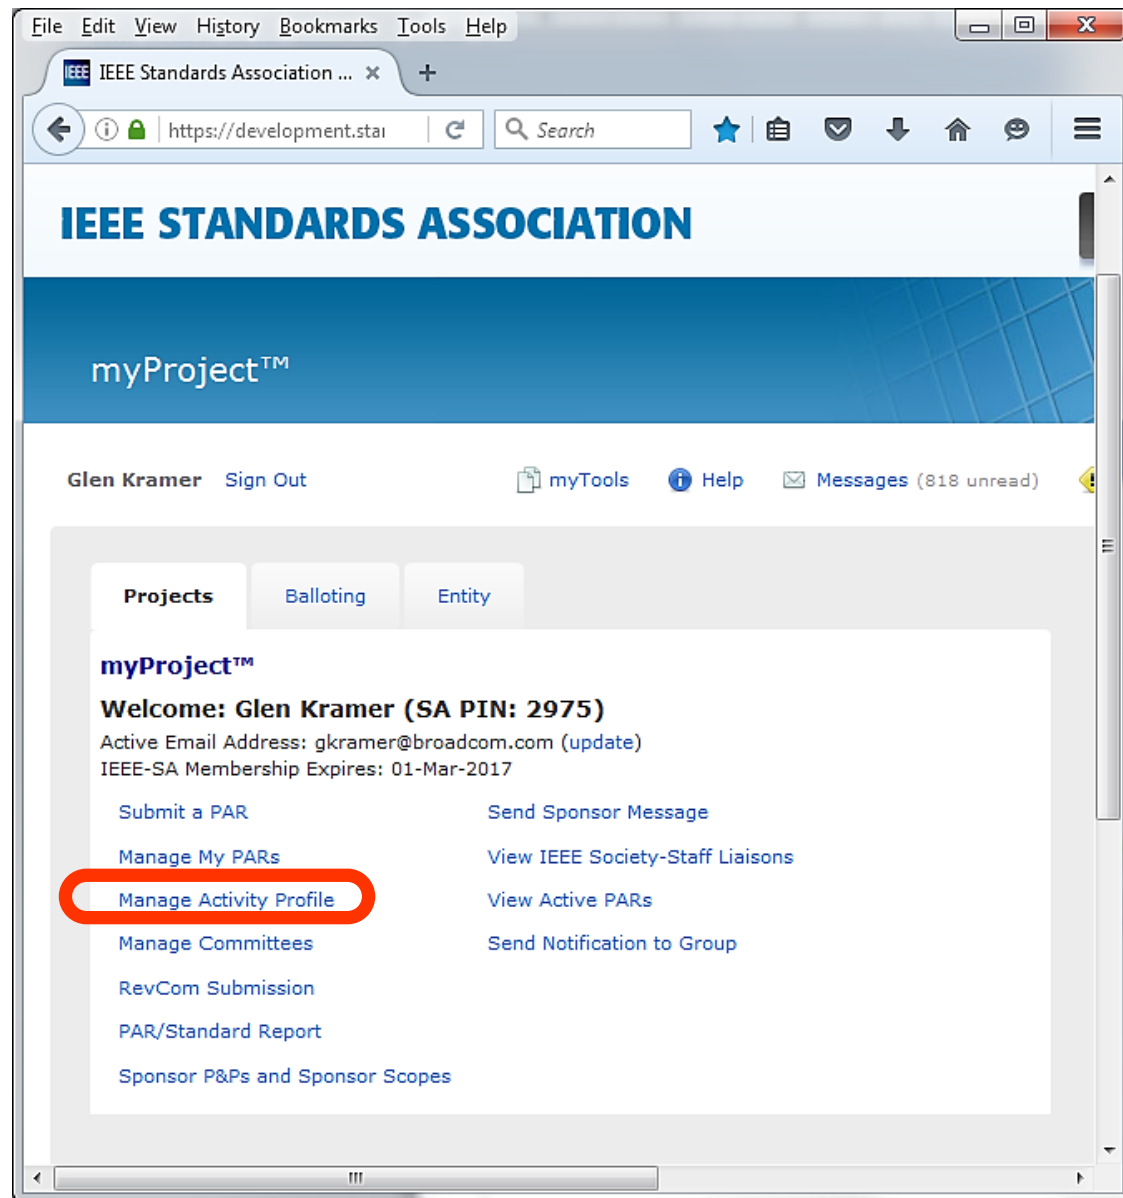 File Edit View History Bookmarks Tools Help
IEEE IEEE Standards Association ...
https://development.star Search
IEEE STANDARDS ASSOCIATION
myProject™
Glen Kramer Sign Out myTools Help Messages (818 unread)
Projects Balloting Entity
myProject™
Welcome: Glen Kramer (SA PIN: 2975)
Active Email Address: gkramer@broadcom.com (update)
IEEE-SA Membership Expires: 01-Mar-2017
Submit a PAR Send Sponsor Message
Manage My PARs View IEEE Society-Staff Liaisons
Manage Activity Profile View Active PARs
Manage Committees Send Notification to Group
RevCom Submission
PAR/Standard Report
Sponsor P&Ps and Sponsor Scopes